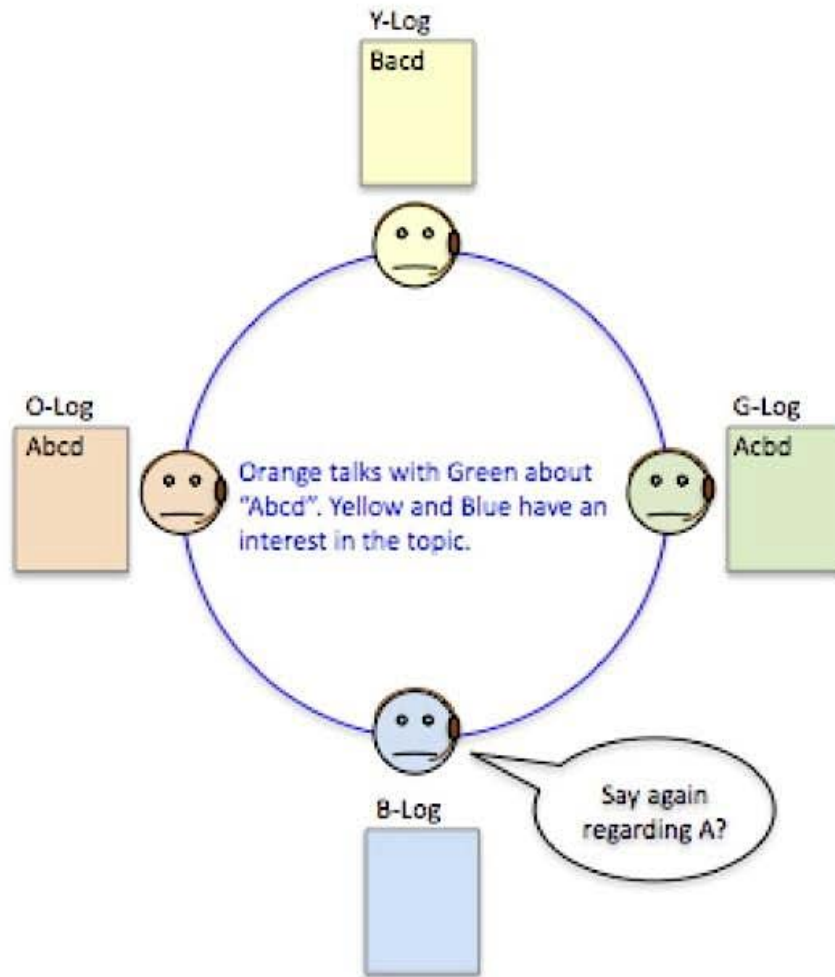 Y-Log
Bacd
O-Log
Abcd
G-Log
Acbd
Orange talks with Green about
“Abcd”. Yellow and Blue have an
interest in the topic.
B-Log
Say again
regarding A?